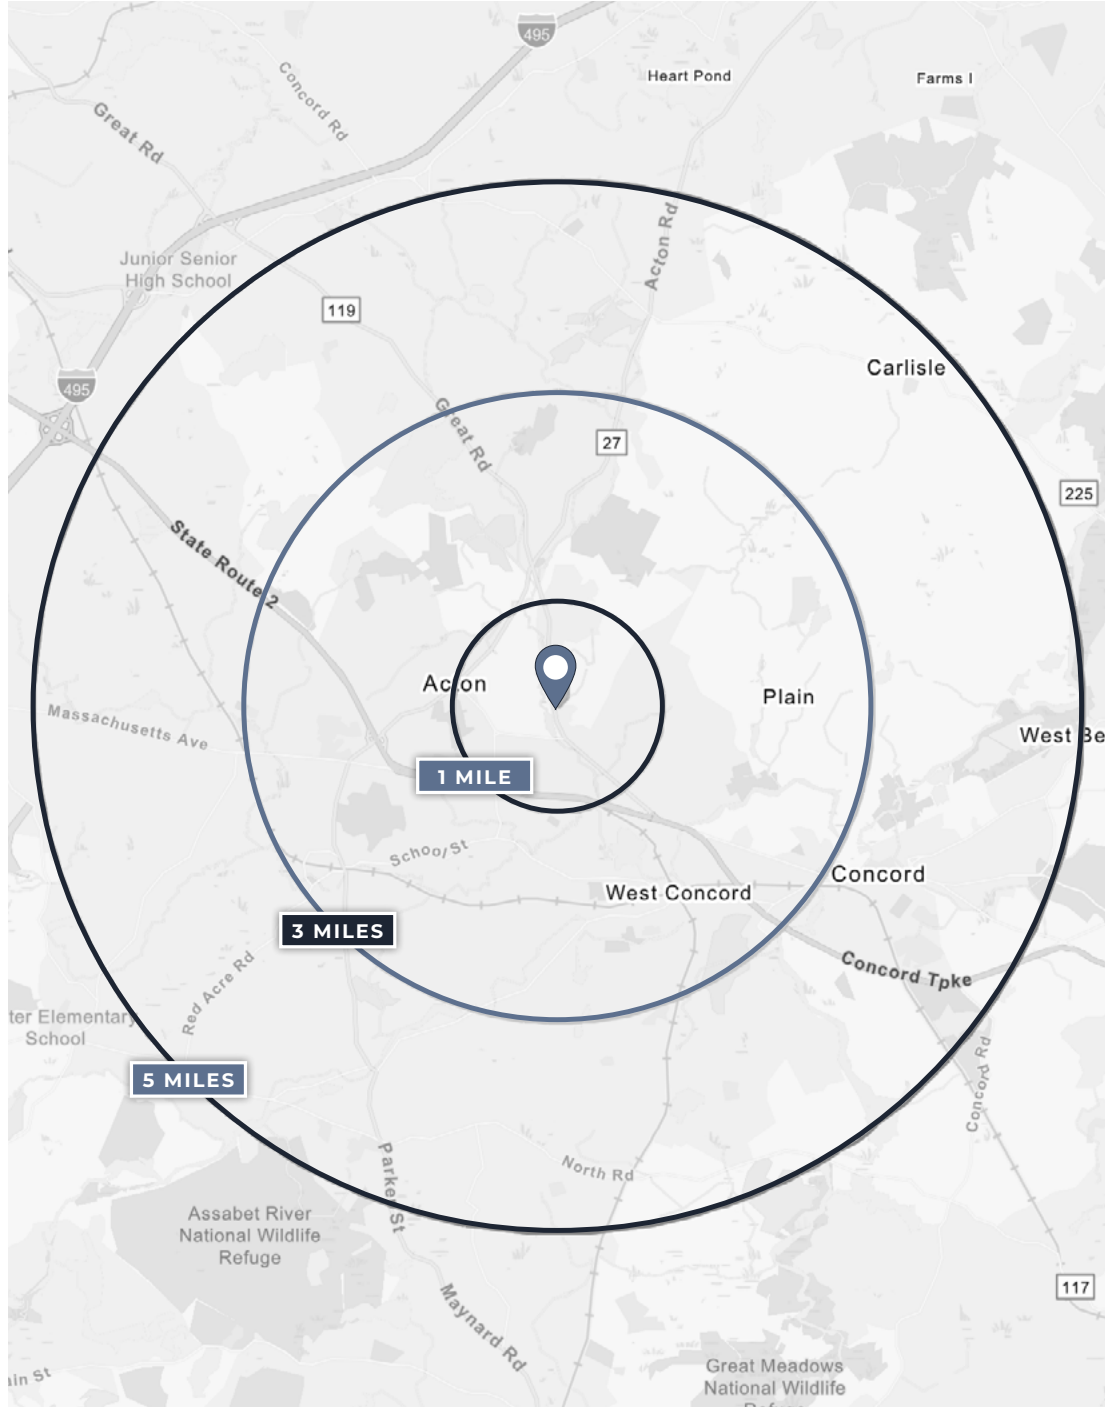 495
Heart Pond
Farms I
Concord Rd
Great Rd
Acton Rd
Junior Senior
High School
119
Carlisle
495
Great Rd
27
225
State Route 2
Acton
Plain
Massachusetts Ave
West Be
1 MILE
School St
Concord
West Concord
3 MILES
Concord Tpke
Red Acre Rd
ter Elementary
School
Concord Rd
5 MILES
North Rd
Parker St
Assabet River
National Wildlife
Refuge
117
Maynard Rd
Great Meadows
National Wildlife
Refuge
ain St